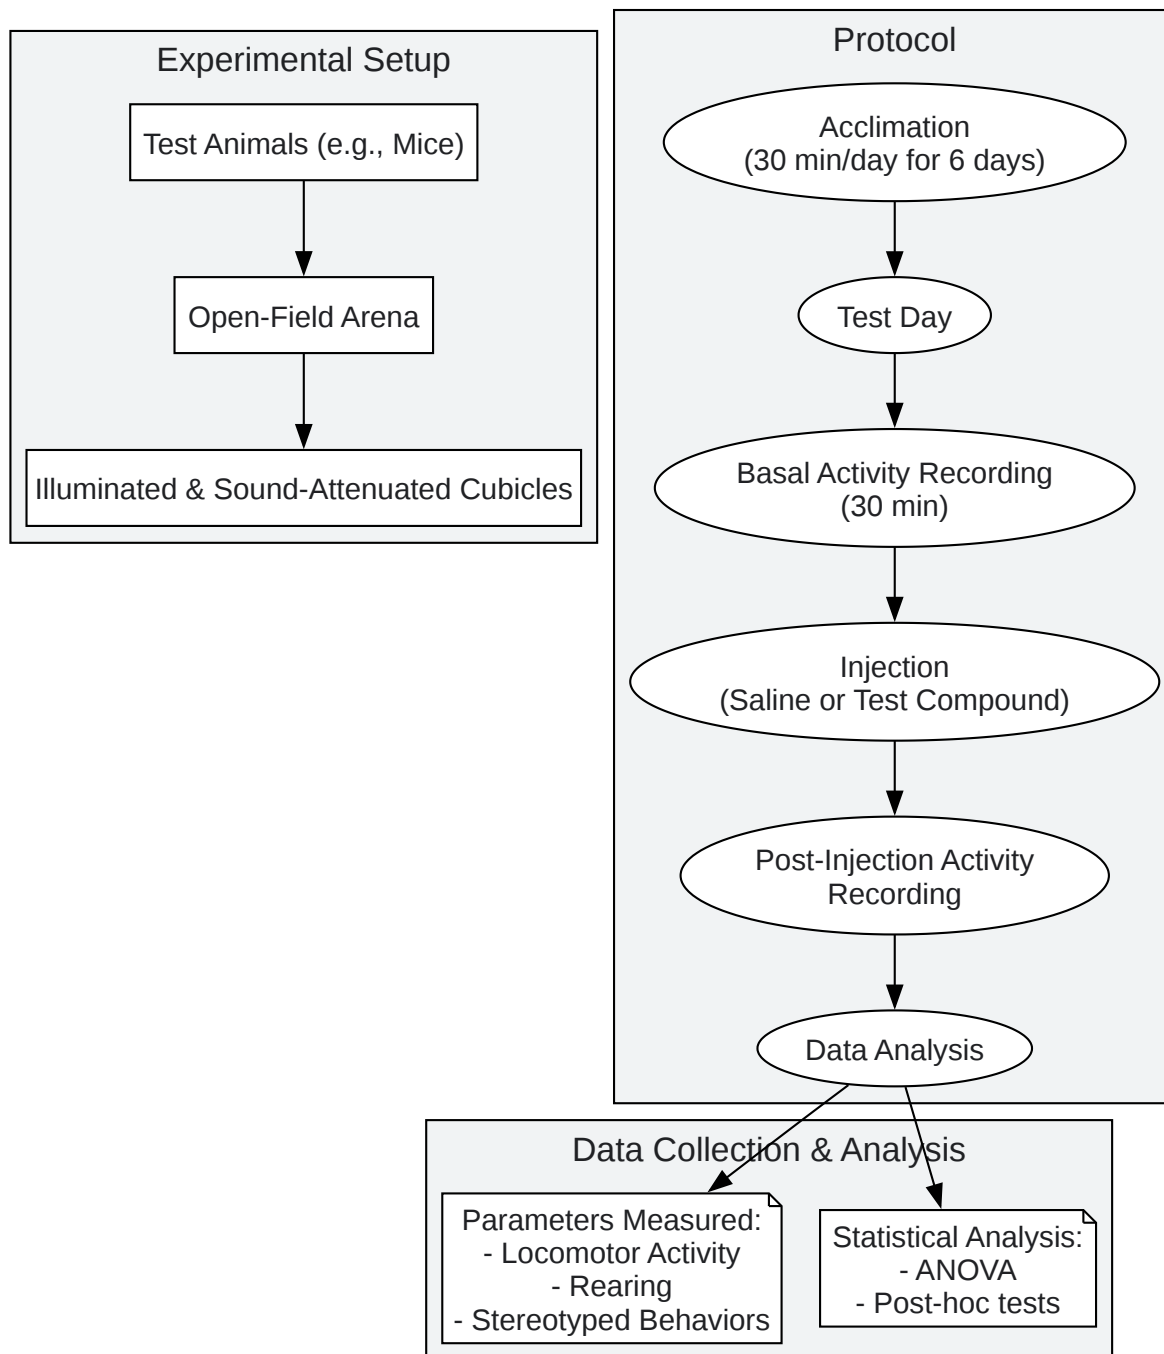 Experimental Setup
Test Animals (e.g., Mice)
Open-Field Arena
Illuminated & Sound-Attenuated Cubicles
Protocol
Acclimation
(30 min/day for 6 days)
Test Day
Basal Activity Recording
(30 min)
Injection
(Saline or Test Compound)
Post-Injection Activity
Recording
Data Analysis
Data Collection & Analysis
Parameters Measured:
- Locomotor Activity
- Rearing
- Stereotyped Behaviors
Statistical Analysis:
- ANOVA
- Post-hoc tests